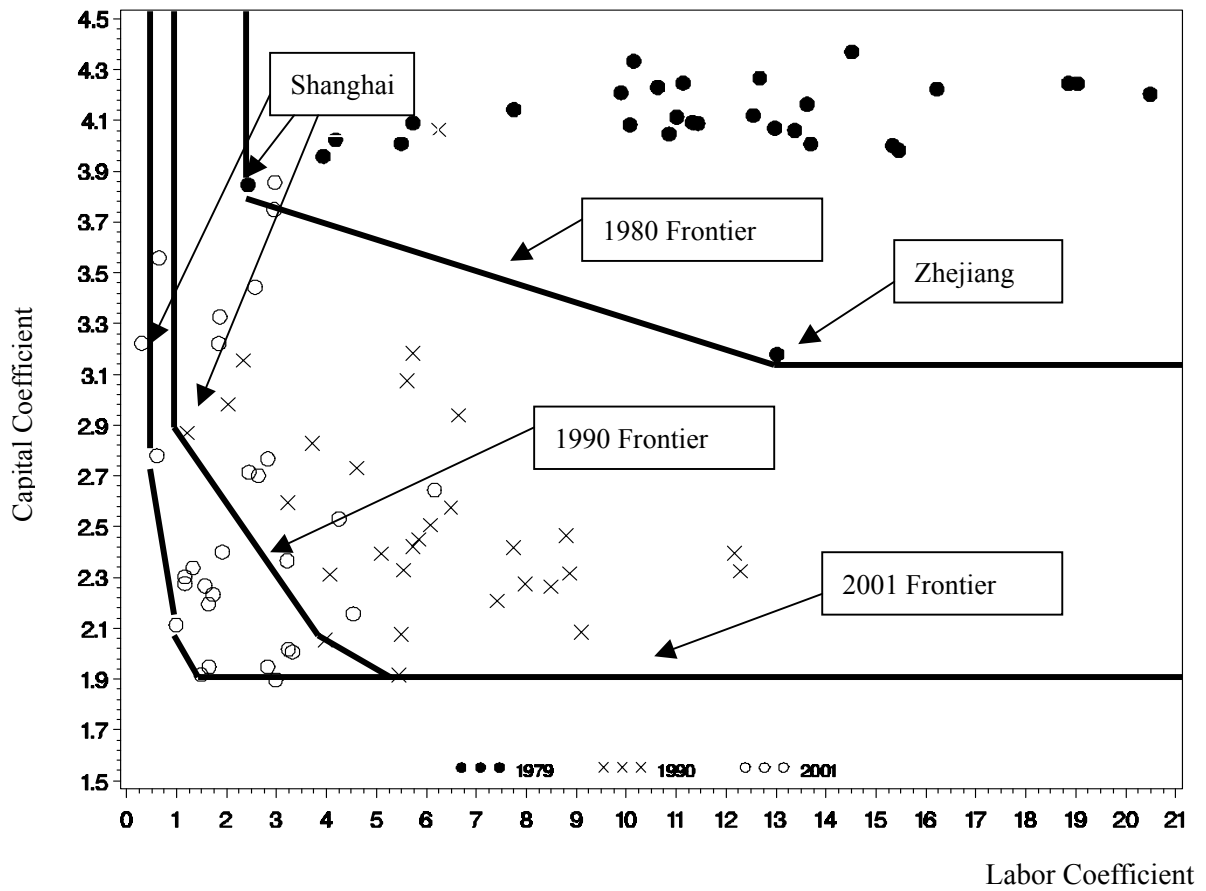 4.5
4.3
4.1
3.9
3.7
3.5
3.3
3.1
2.9
2.7
2.5
2.3
2.1
1.9
1.7
1.5
Capital Coefficient
Shanghai
1980 Frontier
Zhejiang
1990 Frontier
2001 Frontier
1979 1990 2001
0 1 2 3 4 5 6 7 8 9 10 11 12 13 14 15 16 17 18 19 20 21
Labor Coefficient